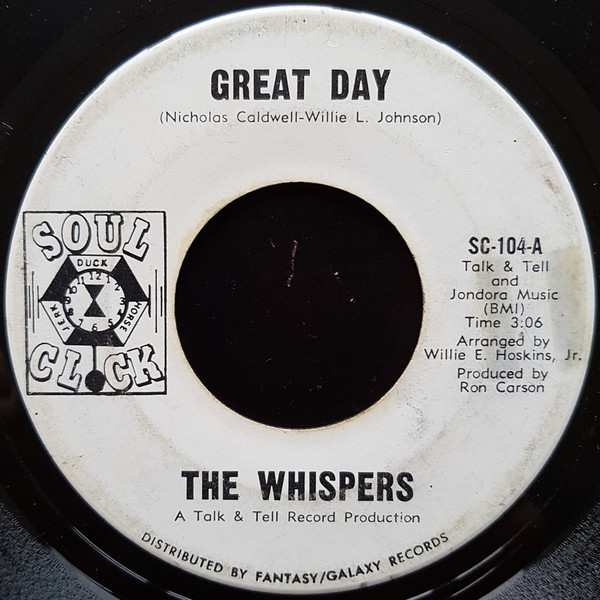 GREAT DAY
(Nicholas Caldwell-Willie L. Johnson)
SOUL
DUCK
HORSE
JERK
12 1 2 3 4 5 6 7 8 9 10 11
CLOCK
SC-104-A
Talk & Tell
and
Jondora Music
(BMI)
Time 3:06
Arranged by
Willie E. Hoskins, Jr.
Produced by
Ron Carson
THE WHISPERS
A Talk & Tell Record Production
DISTRIBUTED BY FANTASY/GALAXY RECORDS